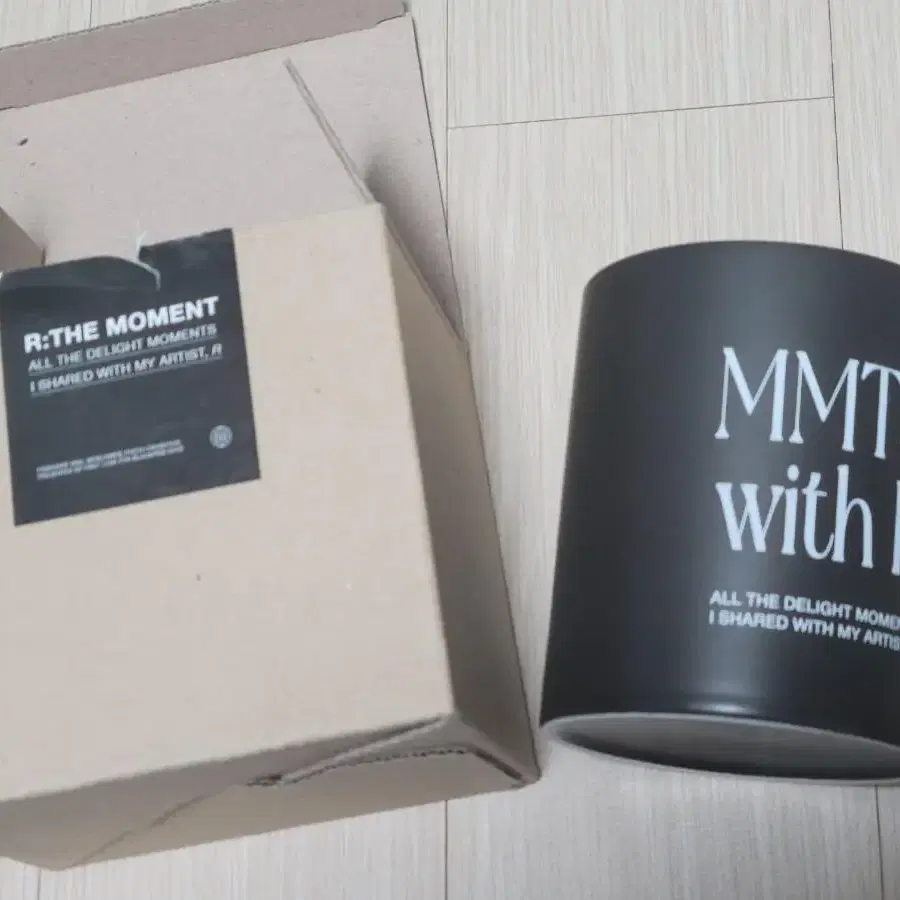 R:THE MOMENT
ALL THE DELIGHT MOMENTS
I SHARED WITH MY ARTIST, R
MMT
with
ALL THE DELIGHT MOME
I SHARED WITH MY ARTIS